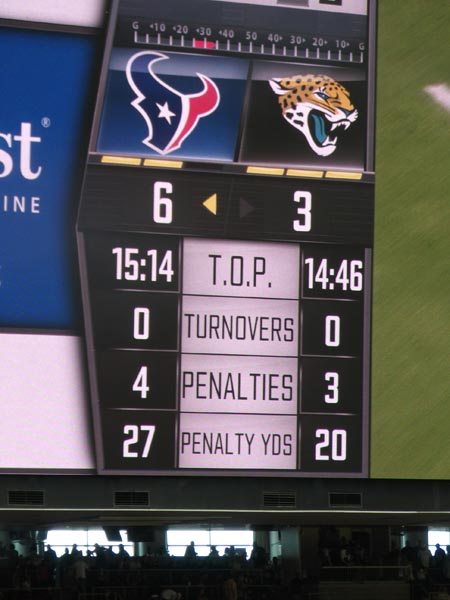 G +10 20+ +30 40+ 50 40+ 30+ 20+ 10+ G
st®
INE
6 3
15:14 T.O.P. 14:46
0 TURNOVERS 0
4 PENALTIES 3
27 PENALTY YDS 20